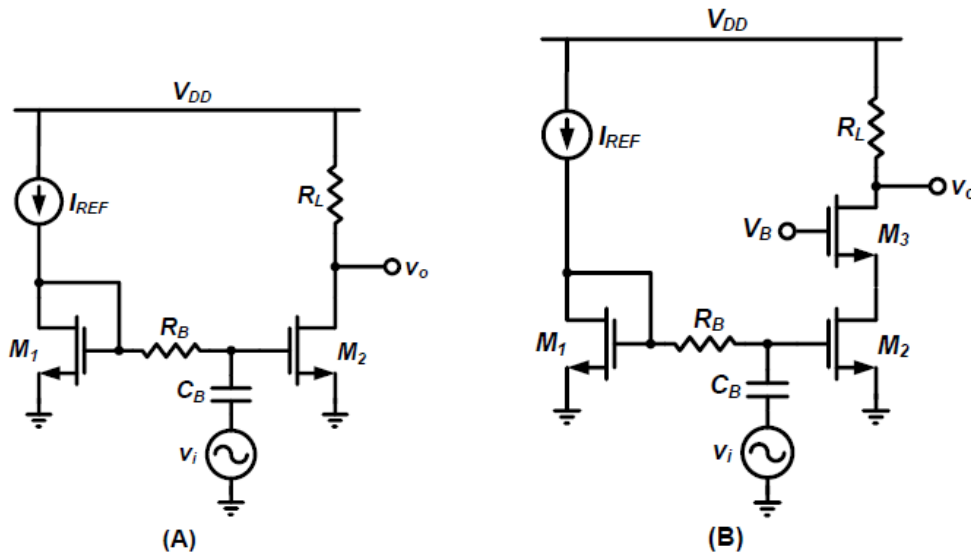 V_DD
I_REF
R_L
v_o
M_1
R_B
M_2
C_B
v_i
(A)
V_DD
I_REF
R_L
v_o
V_B
M_3
M_1
R_B
M_2
C_B
v_i
(B)